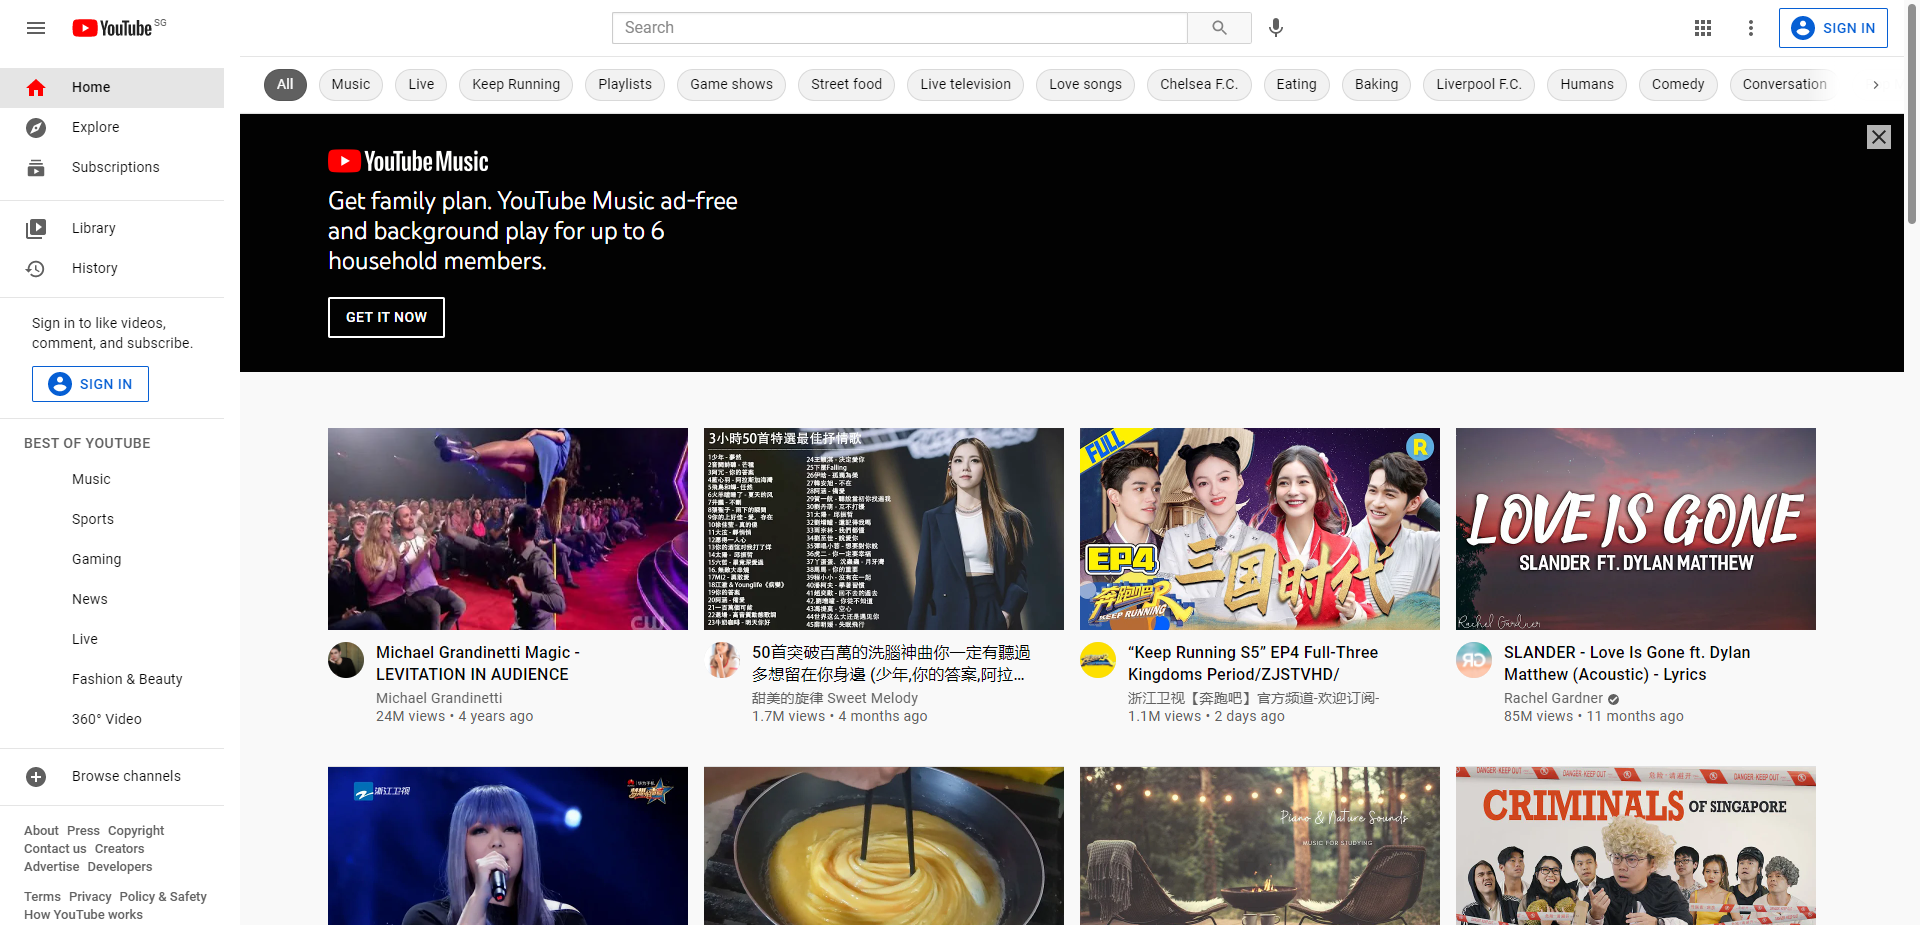 YouTube SG
Search
SIGN IN
Home
Explore
Subscriptions
Library
History
Sign in to like videos,
comment, and subscribe.
SIGN IN
BEST OF YOUTUBE
Music
Sports
Gaming
News
Live
Fashion & Beauty
360° Video
Browse channels
About Press Copyright
Contact us Creators
Advertise Developers
Terms Privacy Policy & Safety
How YouTube works
All Music Live Keep Running Playlists Game shows Street food Live television Love songs Chelsea F.C. Eating Baking Liverpool F.C. Humans Comedy Conversation
YouTube Music
Get family plan. YouTube Music ad-free
and background play for up to 6
household members.
GET IT NOW
CW
Michael Grandinetti Magic -
LEVITATION IN AUDIENCE
Michael Grandinetti
24M views • 4 years ago
3小時50首特選最佳抒情歌
50首突破百萬的洗腦神曲你一定有聽過
多想留在你身邊 (少年,你的答案,阿拉...
甜美的旋律 Sweet Melody
1.7M views • 4 months ago
FULL
R
EP4
三国时代
奔跑吧
KEEP RUNNING
“Keep Running S5” EP4 Full-Three
Kingdoms Period/ZJSTVHD/
浙江卫视【奔跑吧】官方频道-欢迎订阅-
1.1M views • 2 days ago
LOVE IS GONE
SLANDER FT. DYLAN MATTHEW
Rachel Gardner
SLANDER - Love Is Gone ft. Dylan
Matthew (Acoustic) - Lyrics
Rachel Gardner
85M views • 11 months ago
浙江卫视
Piano & Nature Sounds
MUSIC FOR STUDYING
DANGER KEEP OUT
CRIMINALS OF SINGAPORE